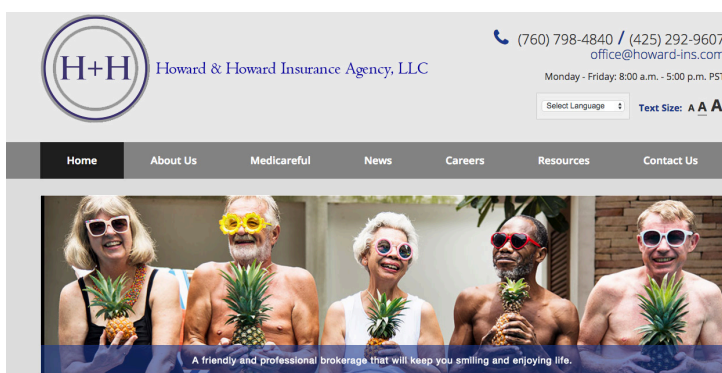 (760) 798-4840 / (425) 292-9607
office@howard-ins.com
H+H
Howard & Howard Insurance Agency, LLC
Monday - Friday: 8:00 a.m. - 5:00 p.m. PST
Select Language
Text Size: A A A
Home About Us Medicareful News Careers Resources Contact Us
A friendly and professional brokerage that will keep you smiling and enjoying life.